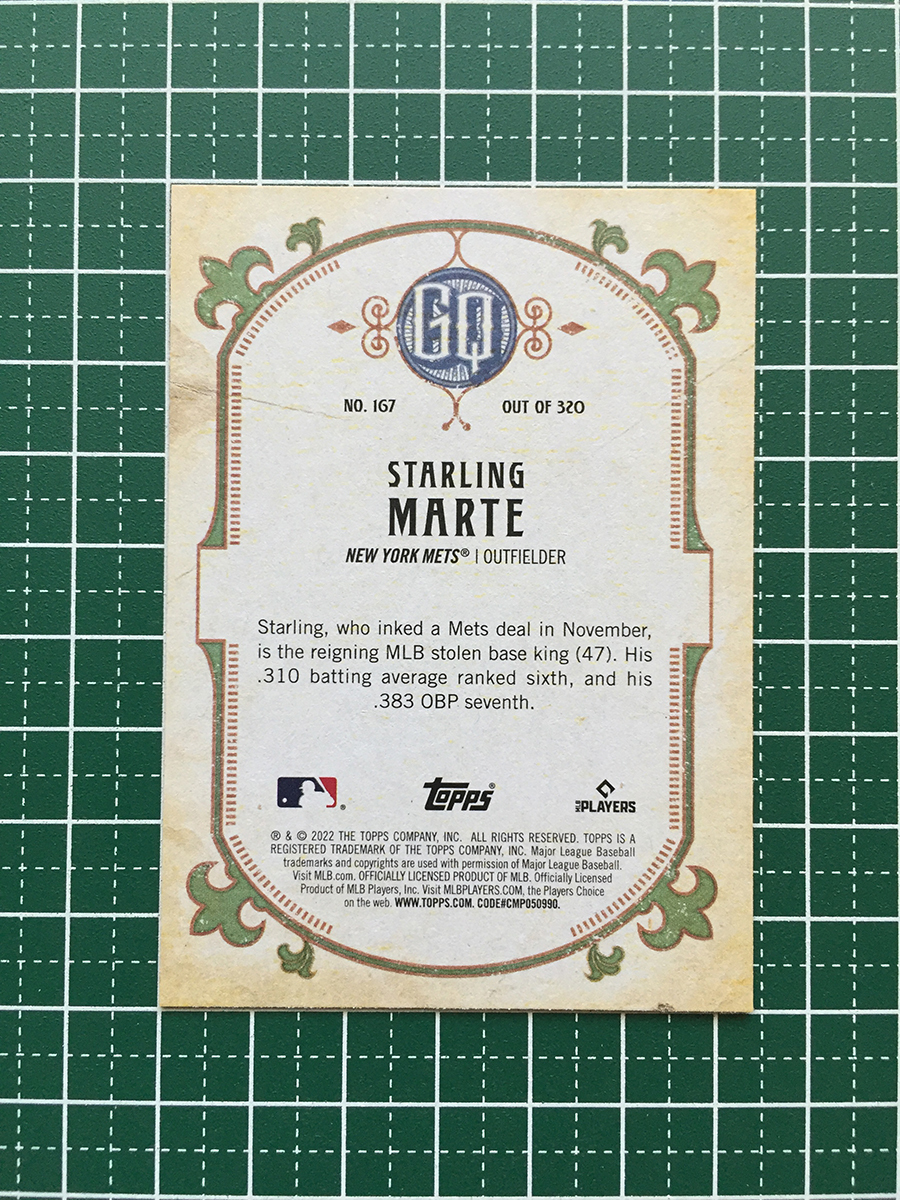 GQ
NO. 167 OUT OF 320
STARLING
MARTE
NEW YORK METS® | OUTFIELDER
Starling, who inked a Mets deal in November,
is the reigning MLB stolen base king (47). His
.310 batting average ranked sixth, and his
.383 OBP seventh.
® Topps® MLB PLAYERS
® & © 2022 THE TOPPS COMPANY, INC. ALL RIGHTS RESERVED. TOPPS IS A
REGISTERED TRADEMARK OF THE TOPPS COMPANY, INC. Major League Baseball
trademarks and copyrights are used with permission of Major League Baseball.
Visit MLB.com. OFFICIALLY LICENSED PRODUCT OF MLB. Officially Licensed
Product of MLB Players, Inc. Visit MLBPLAYERS.COM, the Players Choice
on the web. WWW.TOPPS.COM. CODE#CMP050990.